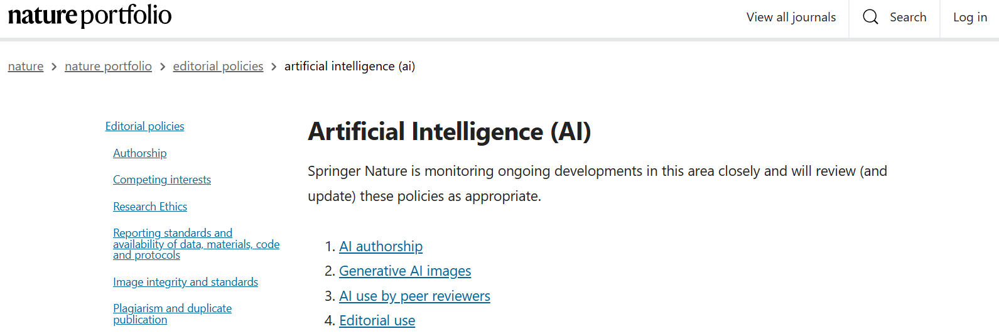 nature portfolio
View all journals
Search
Log in
nature > nature portfolio > editorial policies > artificial intelligence (ai)
Editorial policies
Authorship
Competing interests
Research Ethics
Reporting standards and
availability of data, materials, code
and protocols
Image integrity and standards
Plagiarism and duplicate
publication
Artificial Intelligence (AI)
Springer Nature is monitoring ongoing developments in this area closely and will review (and
update) these policies as appropriate.
1. AI authorship
2. Generative AI images
3. AI use by peer reviewers
4. Editorial use